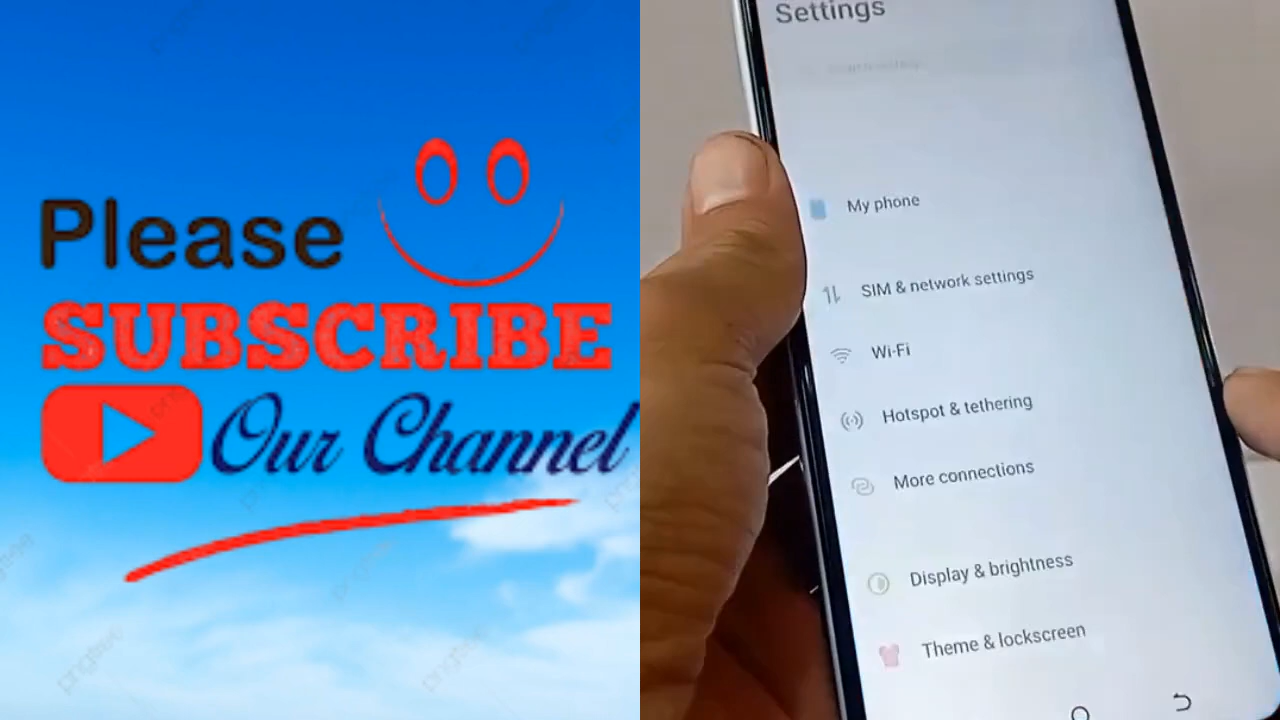 Please
SUBSCRIBE
Our Channel
Settings
My phone
SIM & network settings
Wi-Fi
Hotspot & tethering
More connections
Display & brightness
Theme & lockscreen